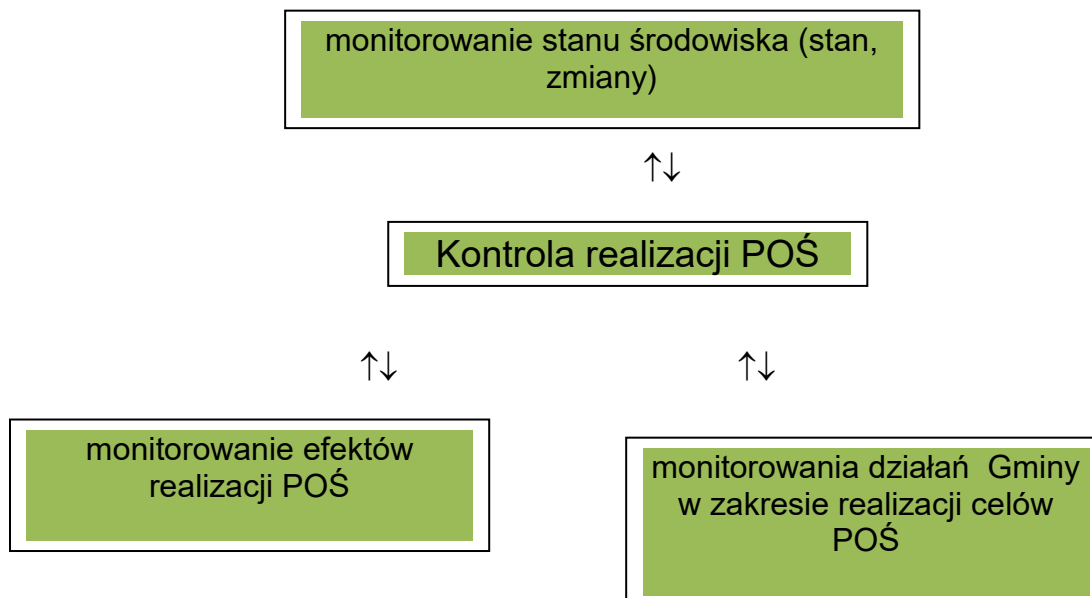 monitorowanie stanu środowiska (stan,
zmiany)
↑↓
Kontrola realizacji POŚ
↑↓ ↑↓
monitorowanie efektów
realizacji POŚ
monitorowania działań  Gminy
w zakresie realizacji celów
POŚ